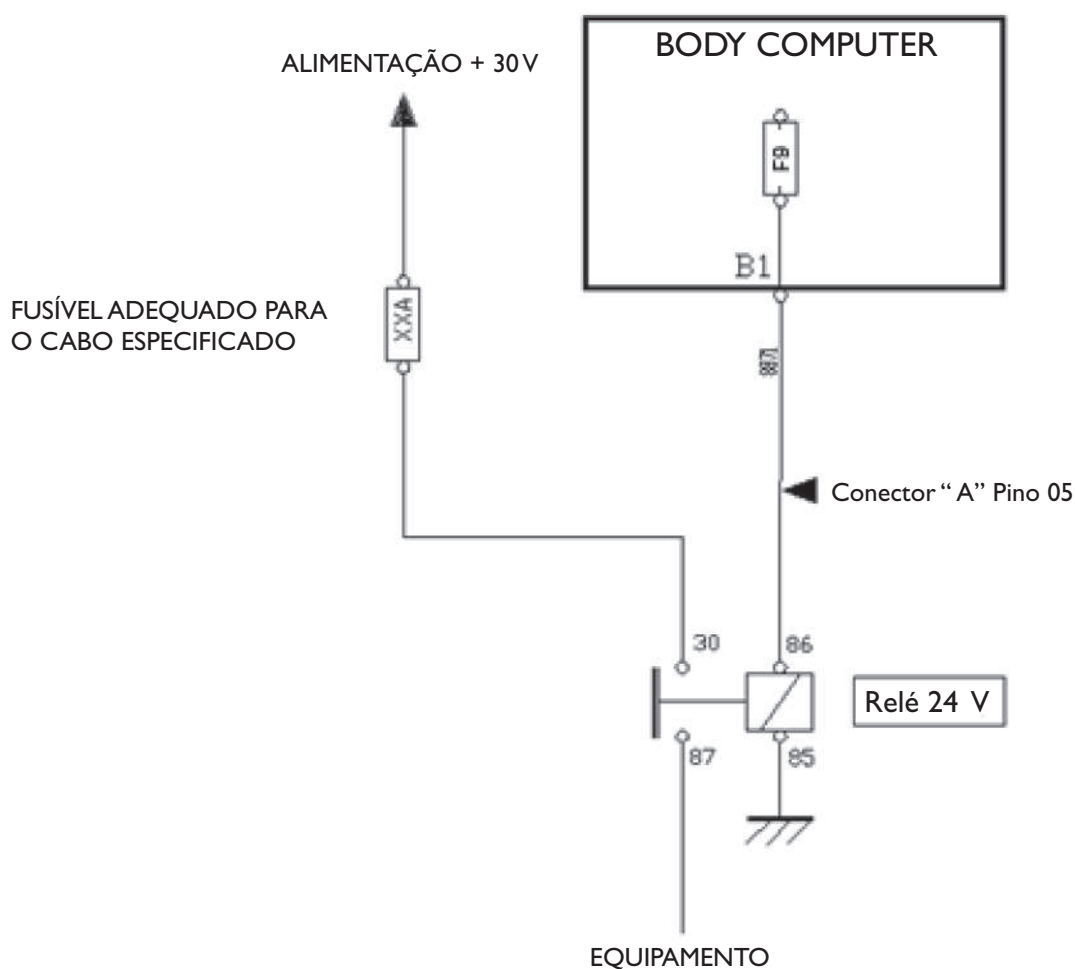 BODY COMPUTER
ALIMENTAÇÃO + 30 V
F9
B1
FUSÍVEL ADEQUADO PARA
O CABO ESPECIFICADO
XXA
8871
Conector “ A” Pino 05
30
86
Relé 24 V
87
85
EQUIPAMENTO